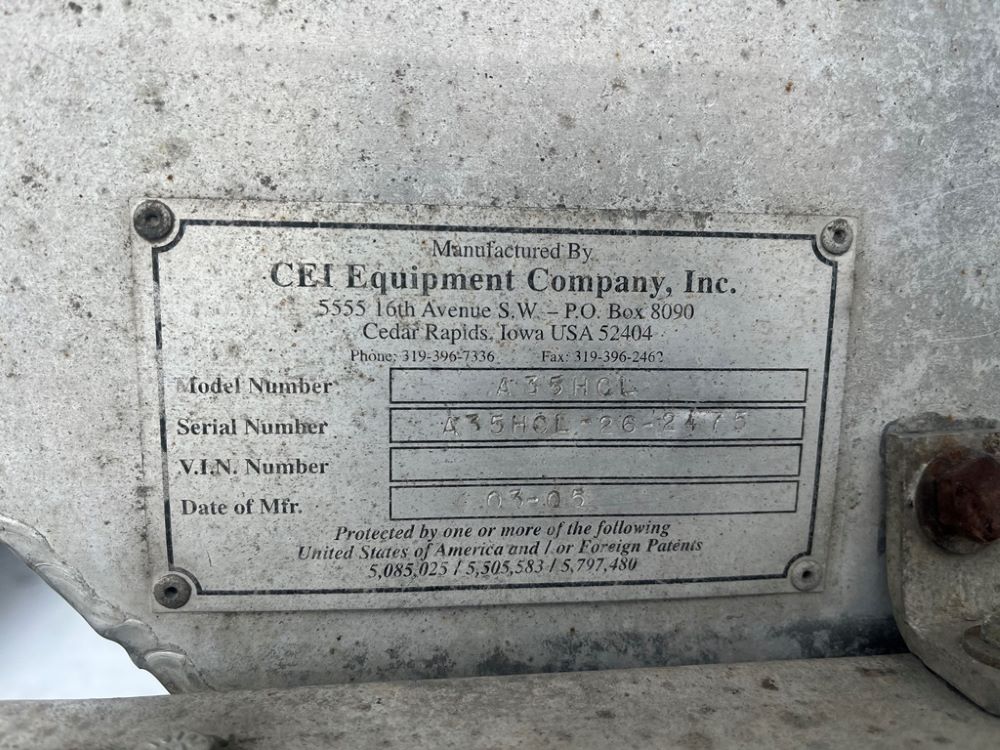 Manufactured By
CEI Equipment Company, Inc.
5555 16th Avenue S.W. – P.O. Box 8090
Cedar Rapids, Iowa USA 52404
Phone: 319-396-7336 Fax: 319-396-2462
Model Number A35HCL
Serial Number A35HCL-26-2475
V.I.N. Number
Date of Mfr. 03-05
Protected by one or more of the following
United States of America and / or Foreign Patents
5,085,025 / 5,505,583 / 5,797,480